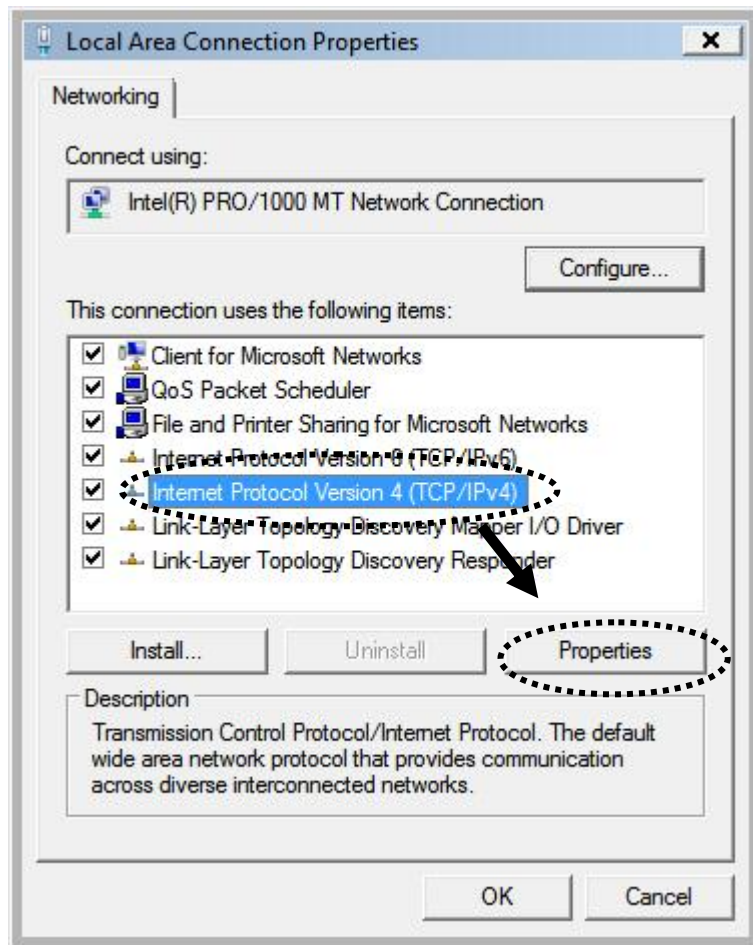 Local Area Connection Properties
Networking
Connect using:
Intel(R) PRO/1000 MT Network Connection
Configure...
This connection uses the following items:
Client for Microsoft Networks
QoS Packet Scheduler
File and Printer Sharing for Microsoft Networks
Internet Protocol Version 6 (TCP/IPv6)
Internet Protocol Version 4 (TCP/IPv4)
Link-Layer Topology Discovery Mapper I/O Driver
Link-Layer Topology Discovery Responder
Install...
Uninstall
Properties
Description
Transmission Control Protocol/Internet Protocol. The default
wide area network protocol that provides communication
across diverse interconnected networks.
OK
Cancel